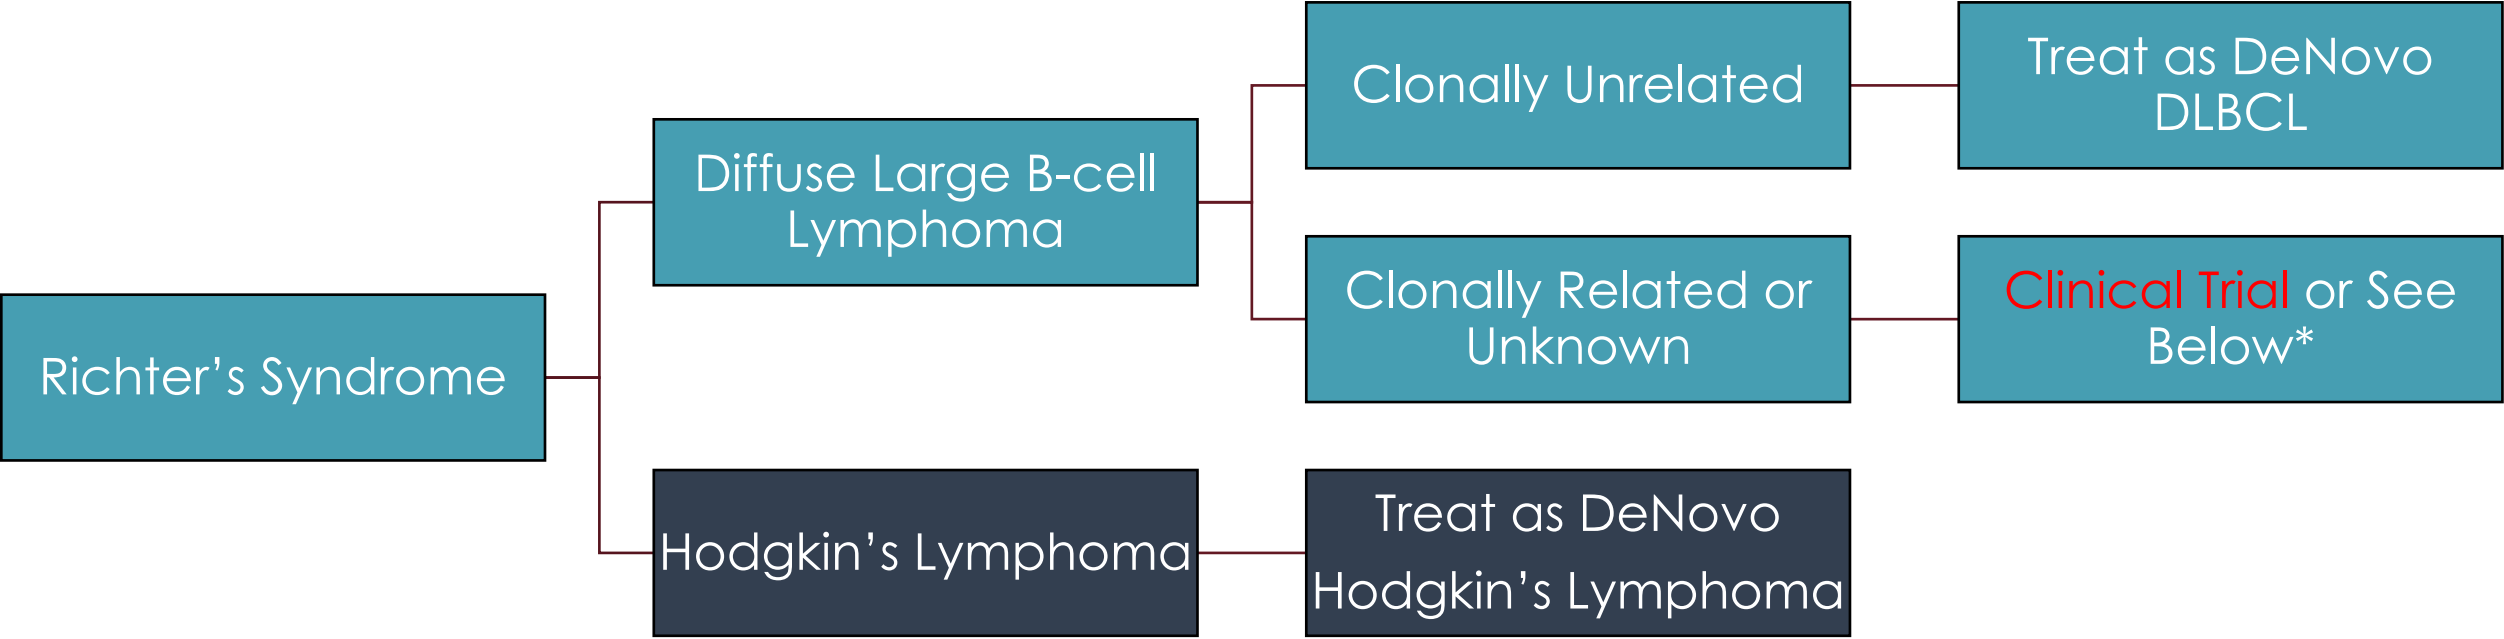 Richter's Syndrome
Diffuse Large B-cell
Lymphoma
Clonally Unrelated
Treat as DeNovo
DLBCL
Clonally Related or
Unknown
Clinical Trial or See
Below*
Hodgkin's Lymphoma
Treat as DeNovo
Hodgkin's Lymphoma